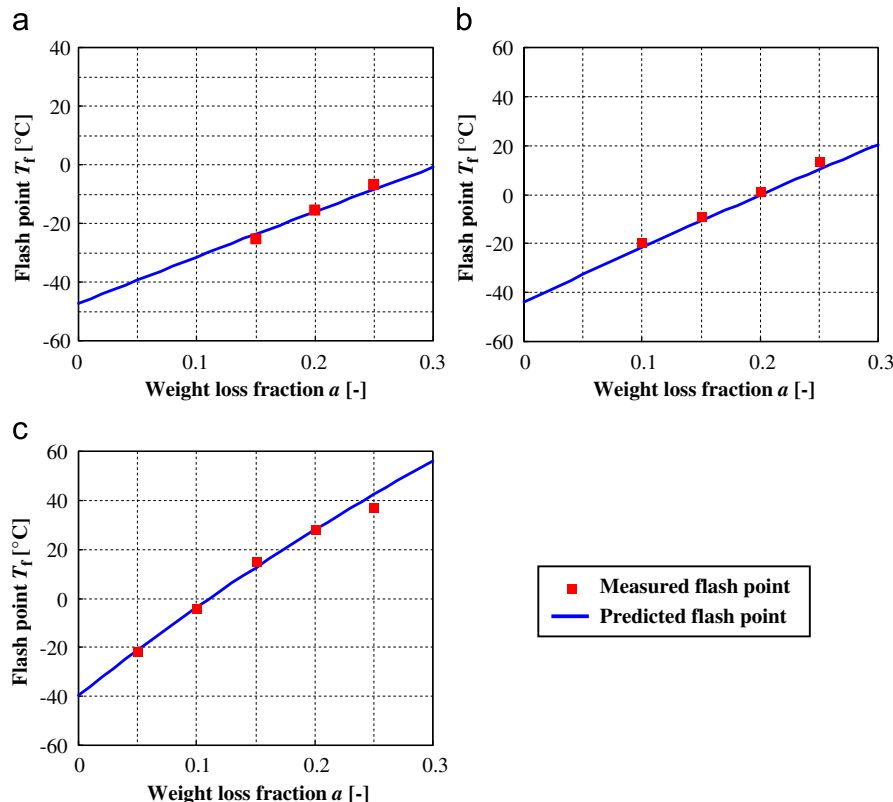 a
40
20
0
-20
-40
-60
Flash point Tf [°C]
0 0.1 0.2 0.3
Weight loss fraction a [-]
b
60
40
20
0
-20
-40
-60
Flash point Tf [°C]
0 0.1 0.2 0.3
Weight loss fraction a [-]
c
60
40
20
0
-20
-40
-60
Flash point Tf [°C]
0 0.1 0.2 0.3
Weight loss fraction a [-]
Measured flash point
Predicted flash point